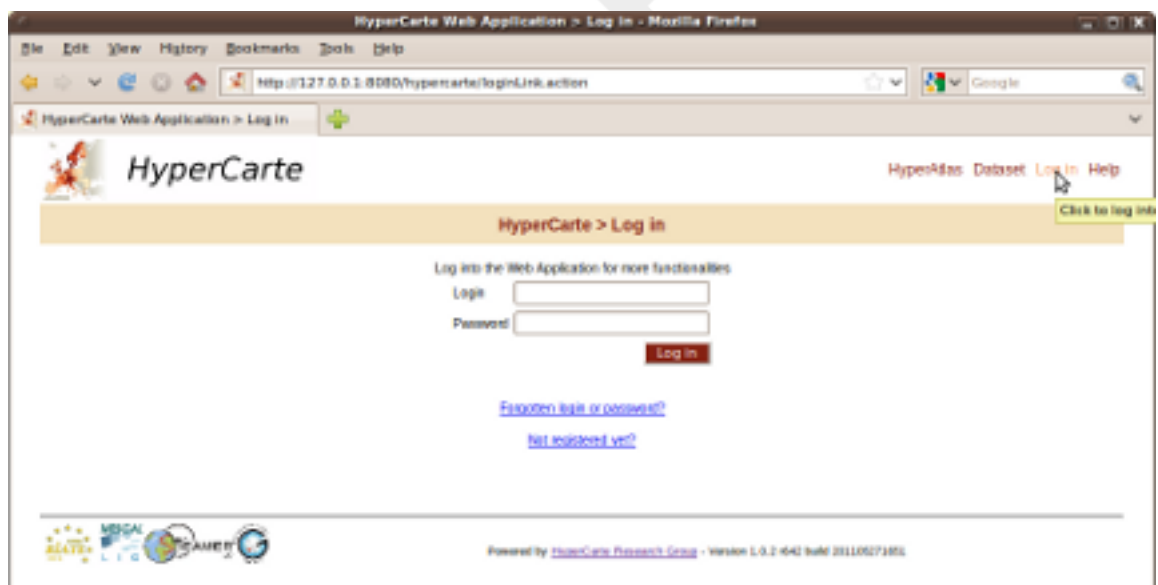 HyperCarte Web Application > Log in - Mozilla Firefox
File Edit View History Bookmarks Tools Help
http://127.0.0.1:8080/hypercarte/loginLink.action
Google
HyperCarte Web Application > Log in
HyperCarte
HyperAtlas Dataset Log in Help
Click to log into
HyperCarte > Log in
Log into the Web Application for more functionalities
Login
Password
Log in
Forgotten login or password?
Not registered yet?
Powered by HyperCarte Research Group - Version 1.0.2 r642 build